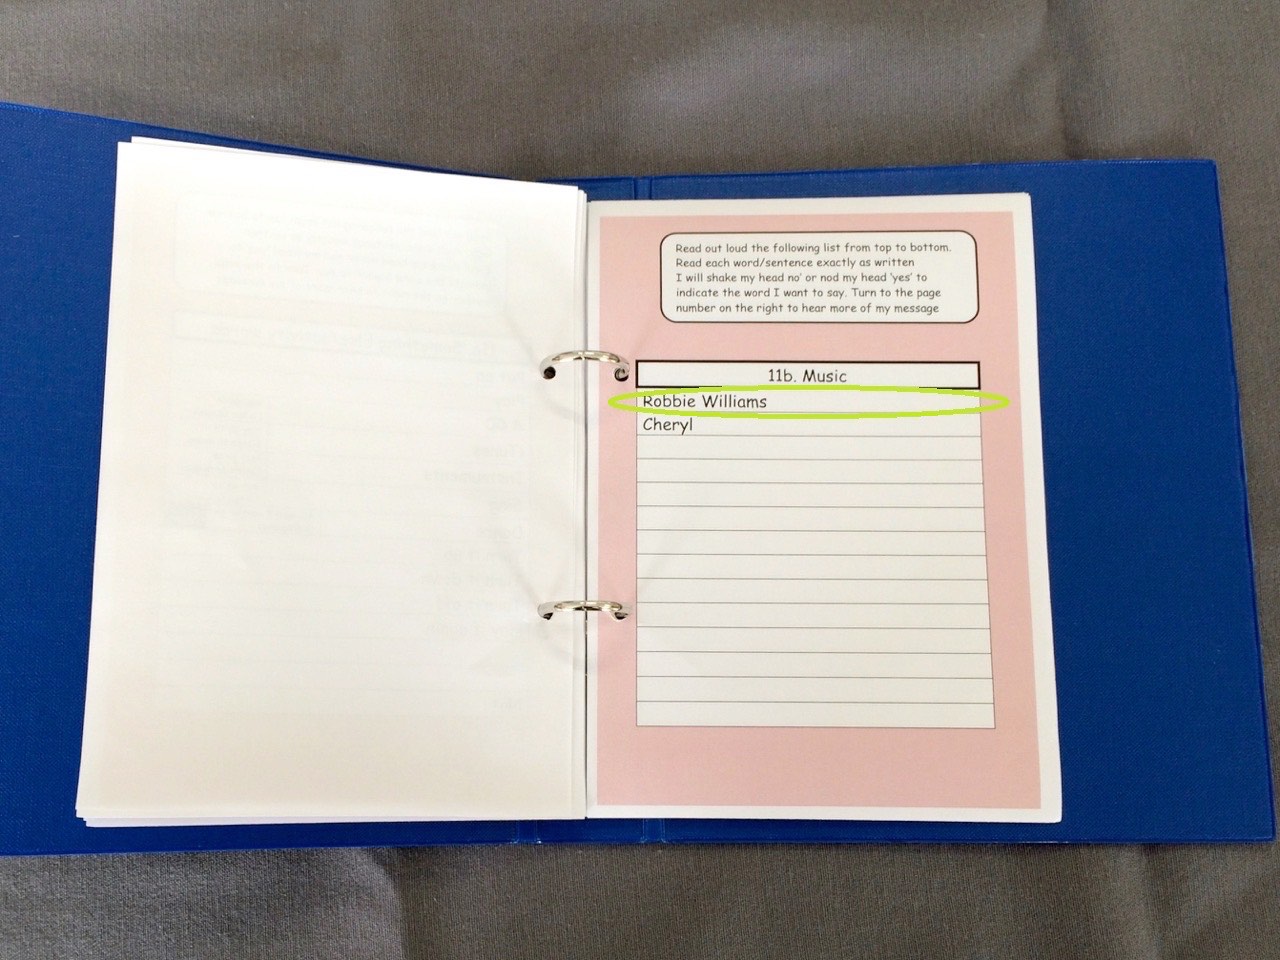 Read out loud the following list from top to bottom.
Read each word/sentence exactly as written
I will shake my head no' or nod my head 'yes' to
indicate the word I want to say. Turn to the page
number on the right to hear more of my message
11b. Music
Robbie Williams
Cheryl